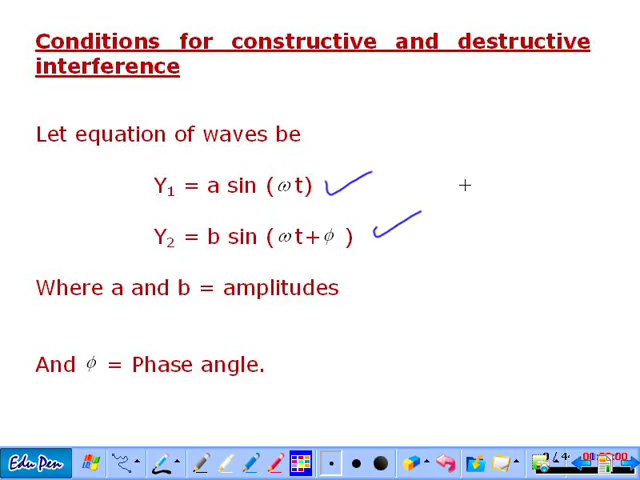 Conditions for constructive and destructive
interference
Let equation of waves be
Y₁ = a sin (ωt)
+
Y₂ = b sin (ωt+ϕ )
Where a and b = amplitudes
And ϕ = Phase angle.
Edu Pen